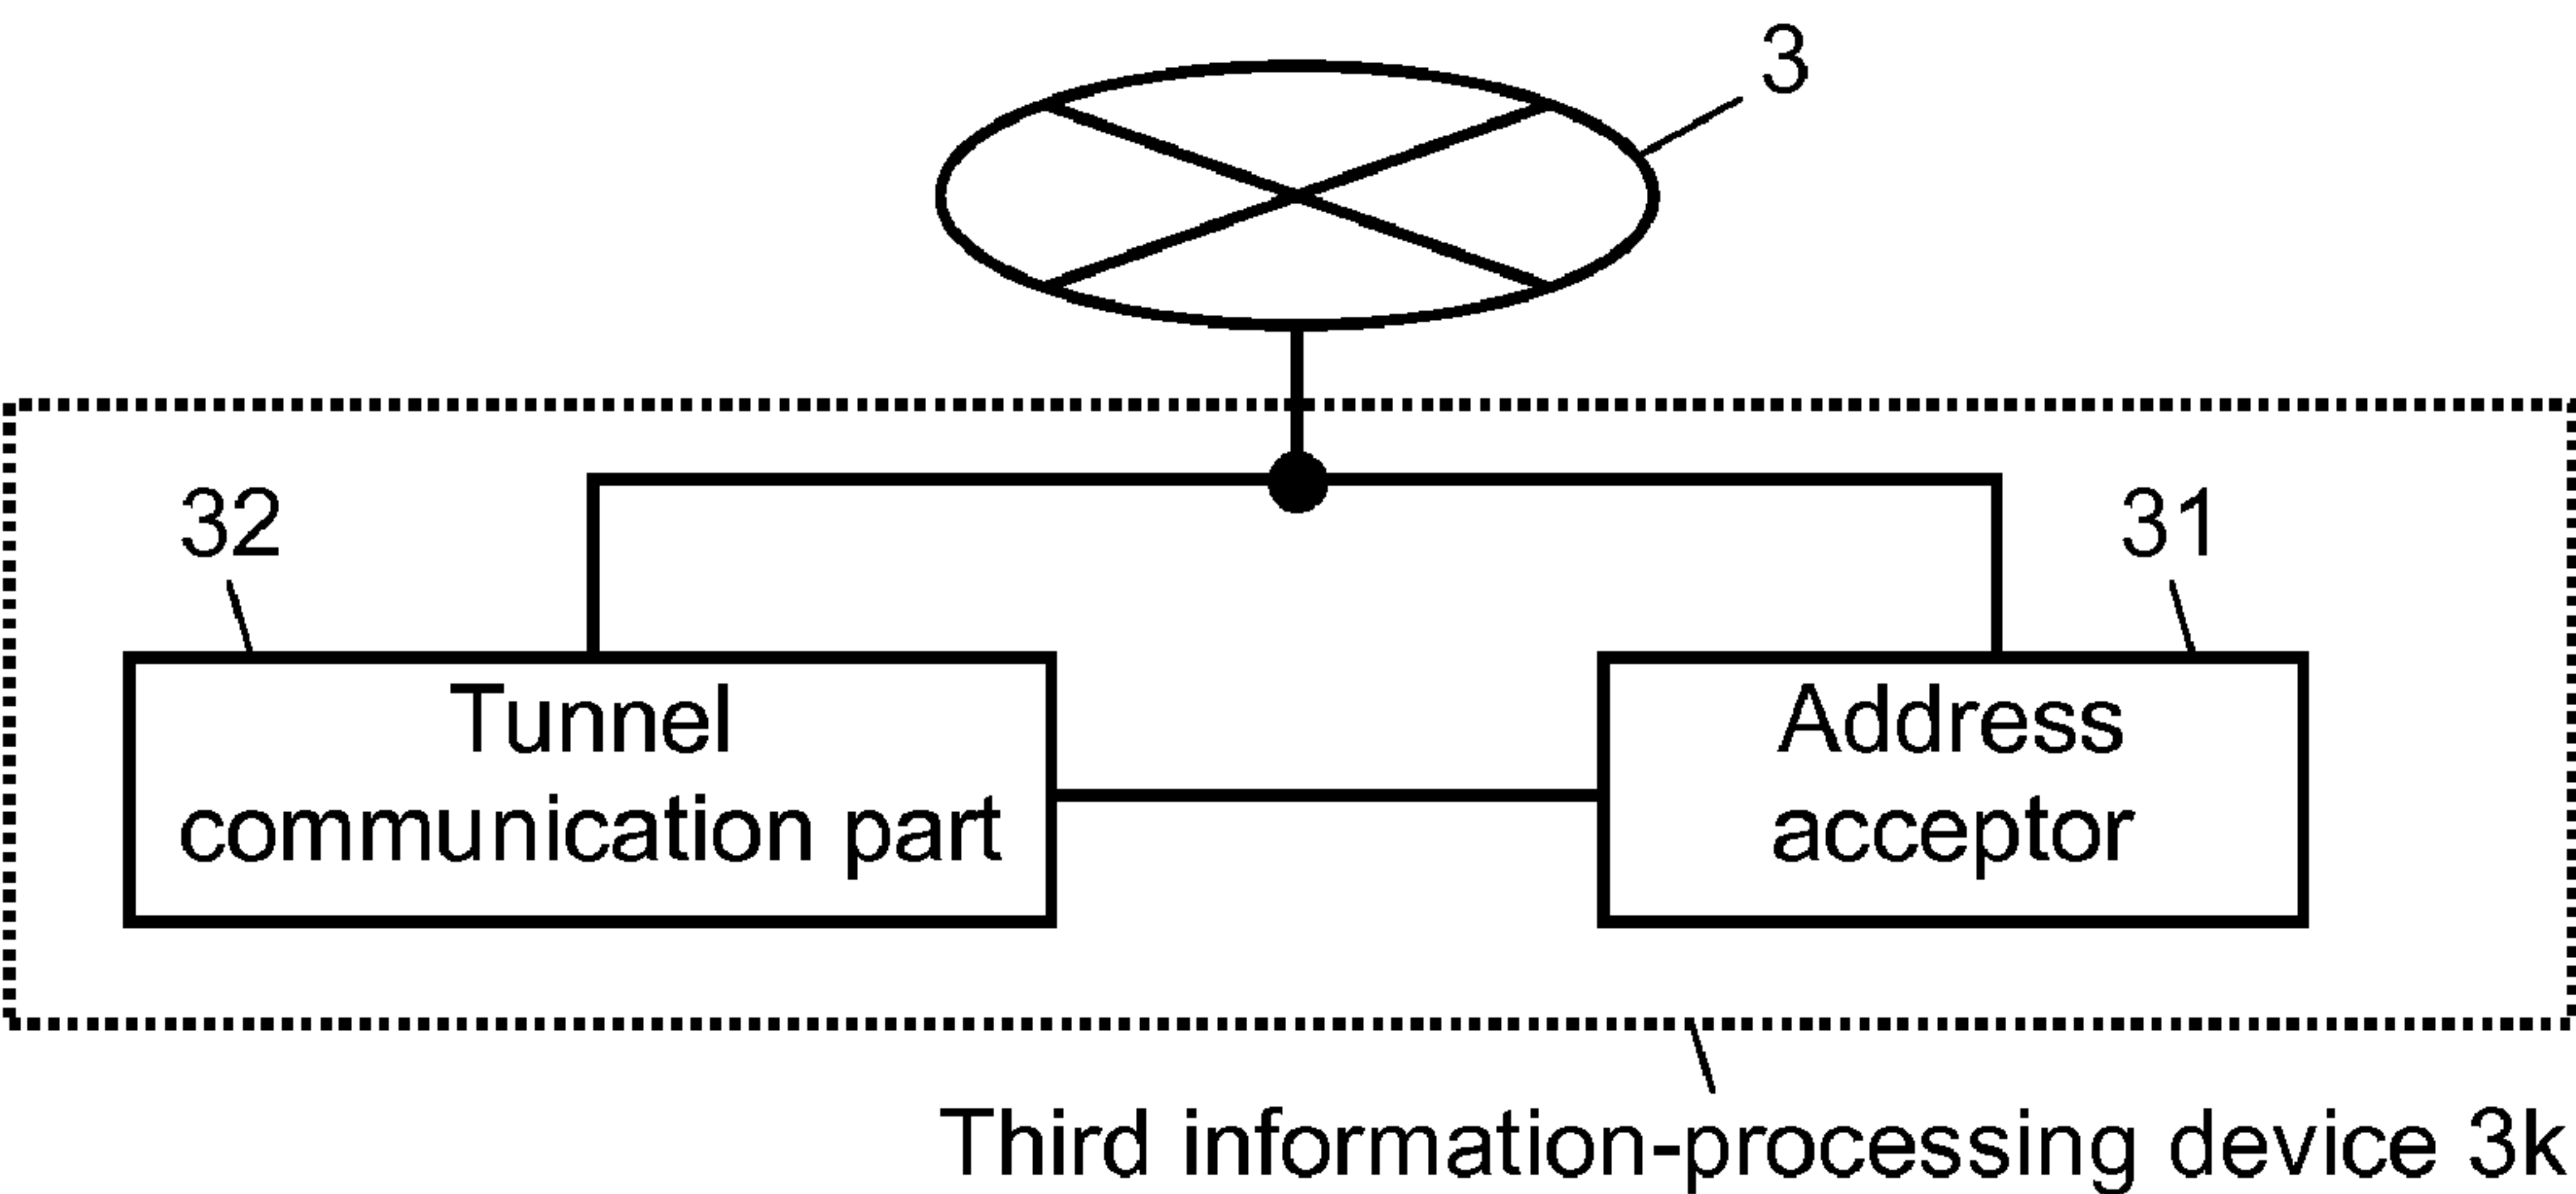 3
32
31
Tunnel
communication part
Address
acceptor
Third information-processing device 3k